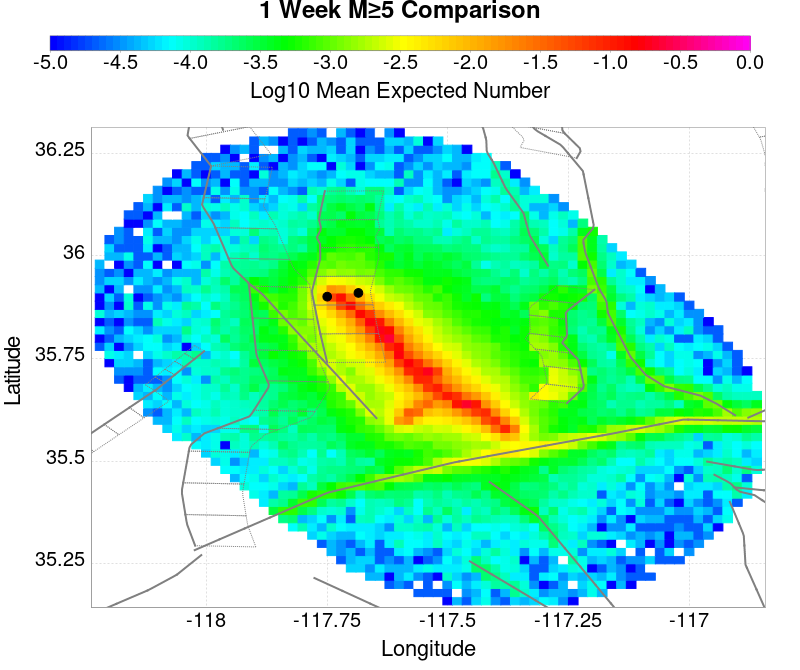 1 Week M≥5 Comparison
-5.0 -4.5 -4.0 -3.5 -3.0 -2.5 -2.0 -1.5 -1.0 -0.5 0.0
Log10 Mean Expected Number
36.25
36
35.75
35.5
35.25
Latitude
-118 -117.75 -117.5 -117.25 -117
Longitude